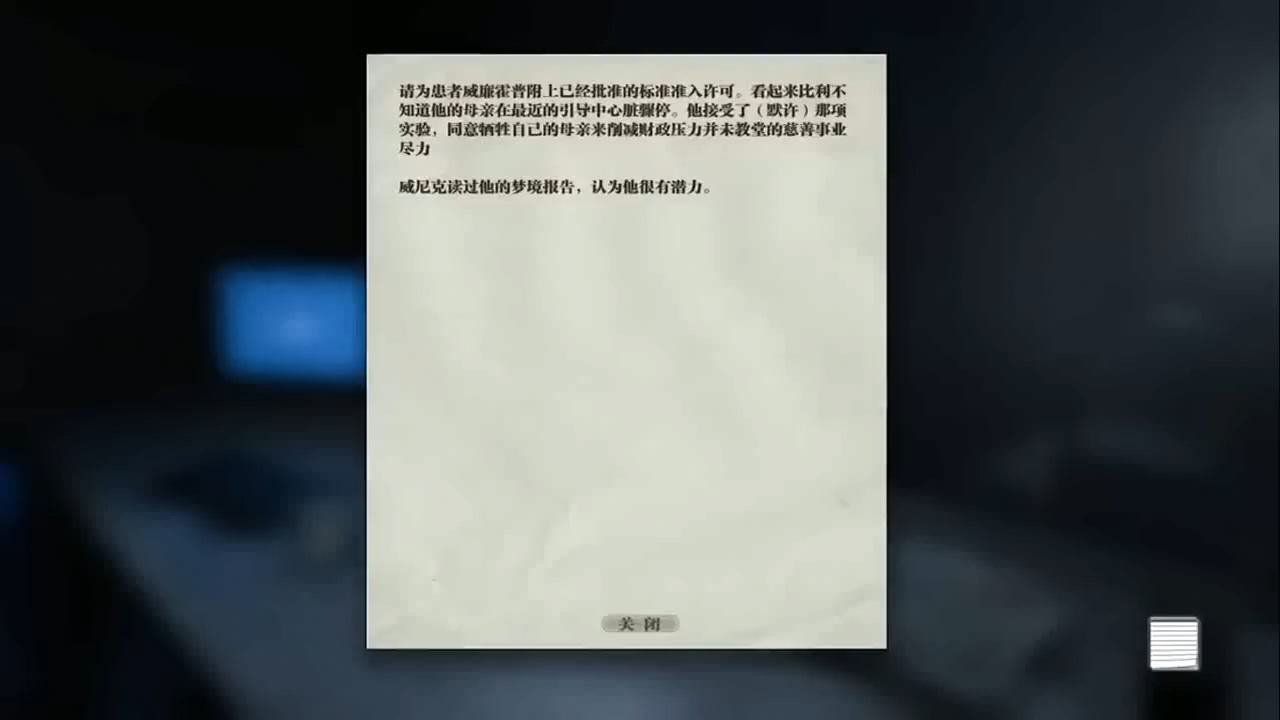 请为患者威廉霍普附上已经批准的标准准入许可。看起来比利不
知道他的母亲在最近的引导中心脏骤停。他接受了（默许）那项
实验，同意牺牲自己的母亲来削减财政压力并未教堂的慈善事业
尽力
威尼克读过他的梦境报告，认为他很有潜力。
关闭